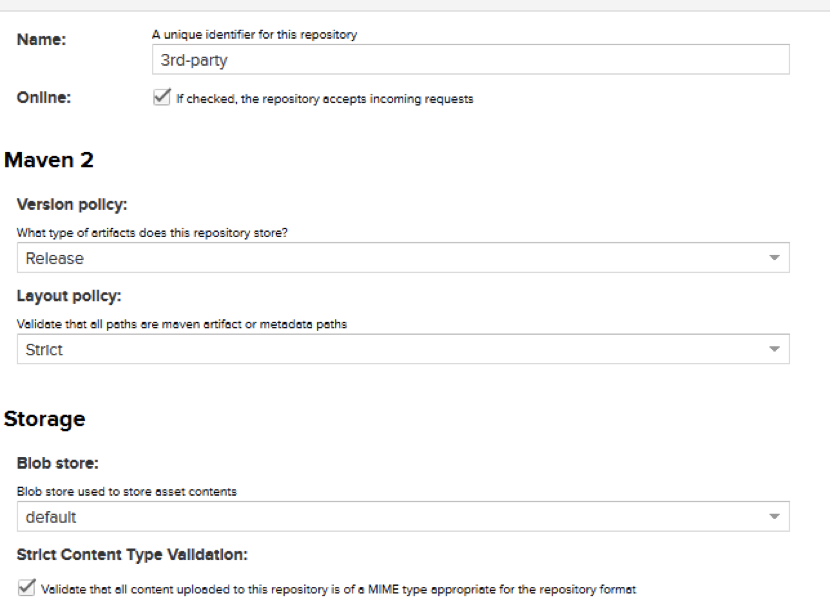 A unique identifier for this repository
Name:
3rd-party
Online:
If checked, the repository accepts incoming requests
Maven 2
Version policy:
What type of artifacts does this repository store?
Release
Layout policy:
Validate that all paths are maven artifact or metadata paths
Strict
Storage
Blob store:
Blob store used to store asset contents
default
Strict Content Type Validation:
Validate that all content uploaded to this repository is of a MIME type appropriate for the repository format